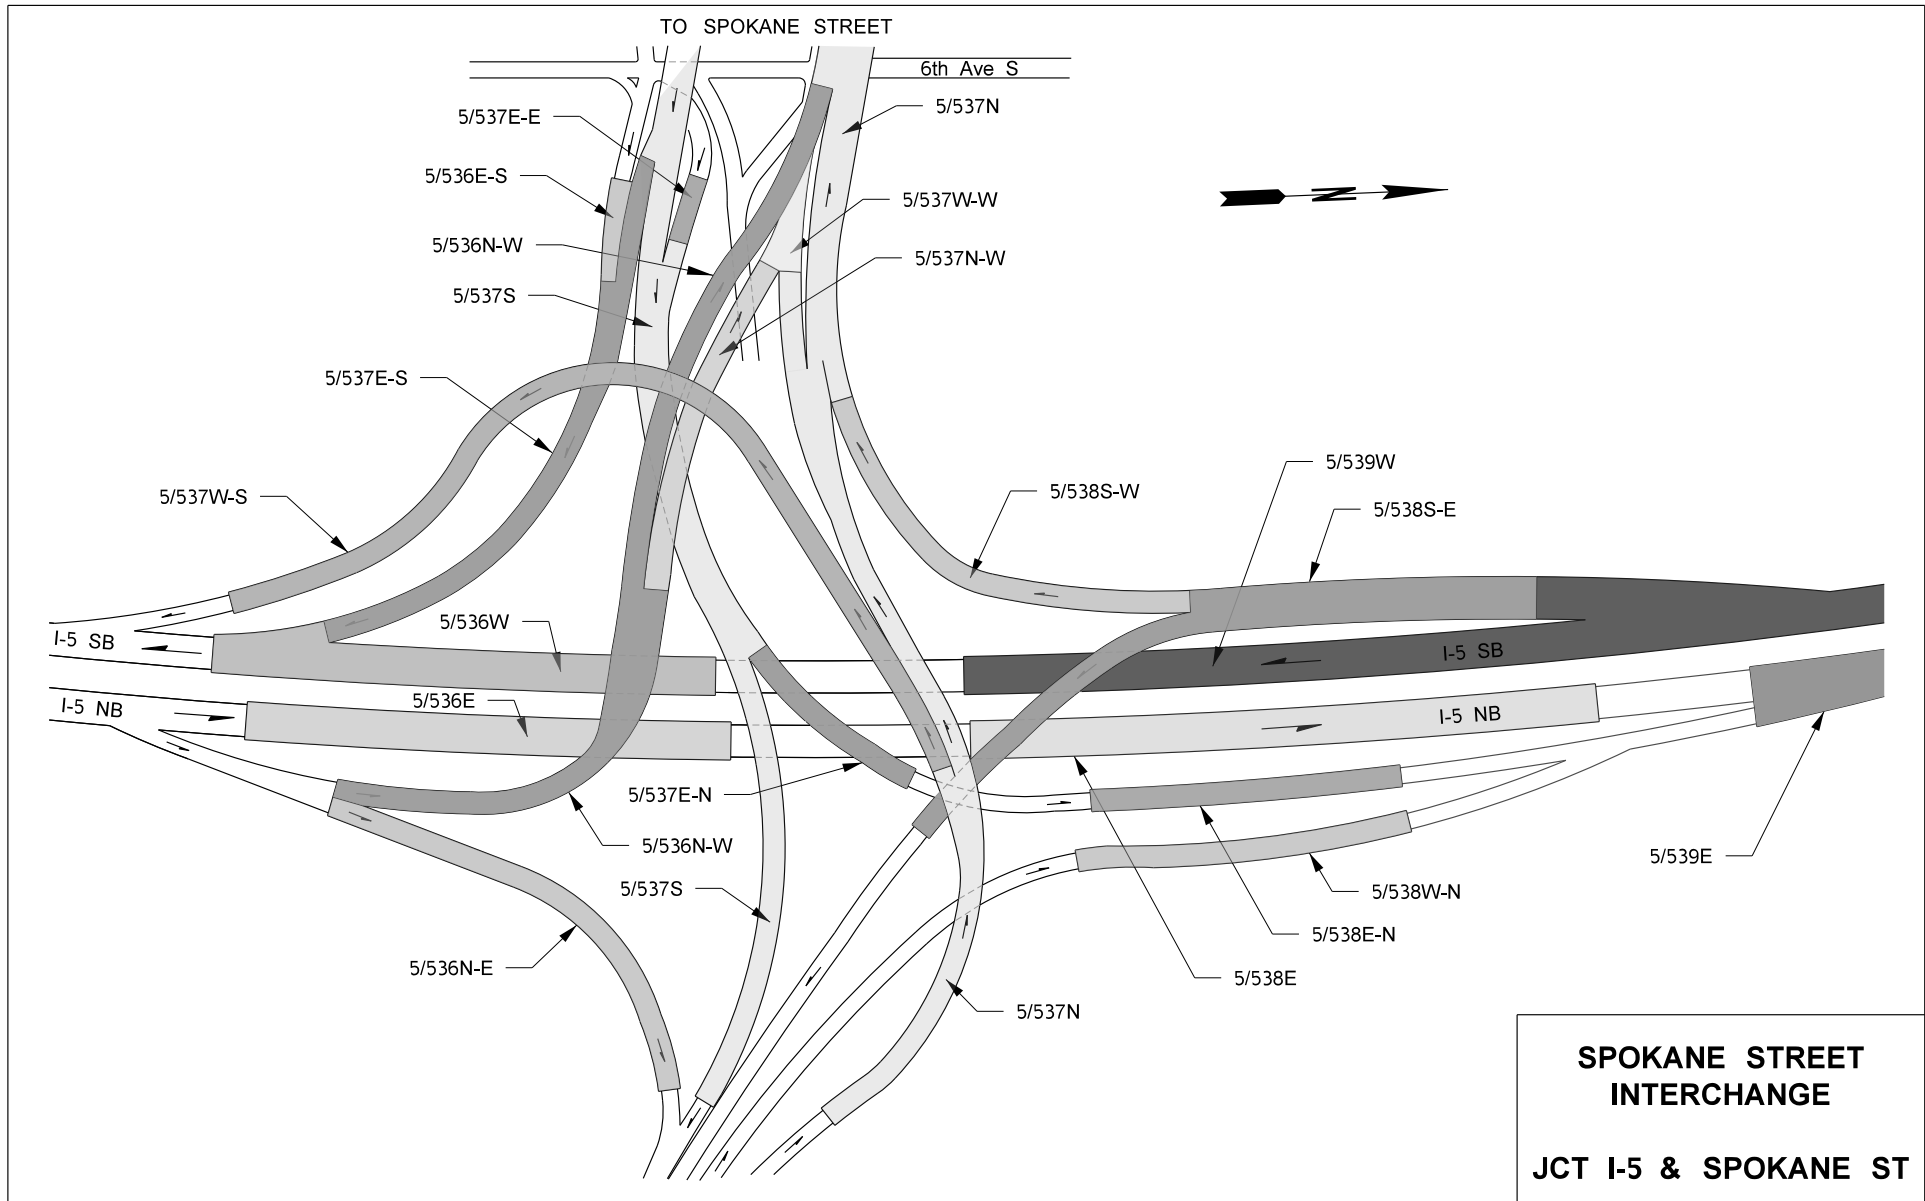 TO SPOKANE STREET
6th Ave S
5/537E-E
5/537N
5/536E-S
5/537W-W
N
5/536N-W
5/537N-W
5/537S
5/537E-S
5/539W
5/537W-S
5/538S-W
5/538S-E
5/536W
I-5 SB
I-5 SB
5/536E
I-5 NB
I-5 NB
5/537E-N
5/536N-W
5/539E
5/537S
5/538W-N
5/538E-N
5/536N-E
5/538E
5/537N
SPOKANE STREET
INTERCHANGE
JCT I-5 & SPOKANE ST